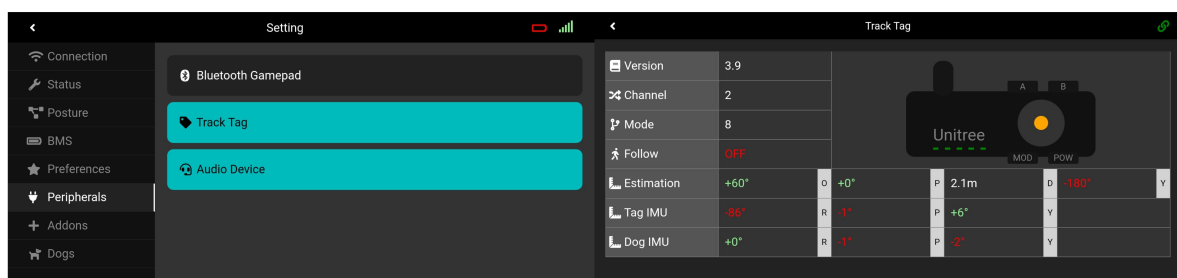 Setting
Connection
Status
Posture
BMS
Preferences
Peripherals
Addons
Dogs
Bluetooth Gamepad
Track Tag
Audio Device
Track Tag
Version 3.9
Channel 2
Mode 8
Follow OFF
A B
Unitree
MOD POW
Estimation +60° O +0° P 2.1m D -180° Y
Tag IMU -86° R -1° P +6° Y
Dog IMU +0° R -1° P -2° Y